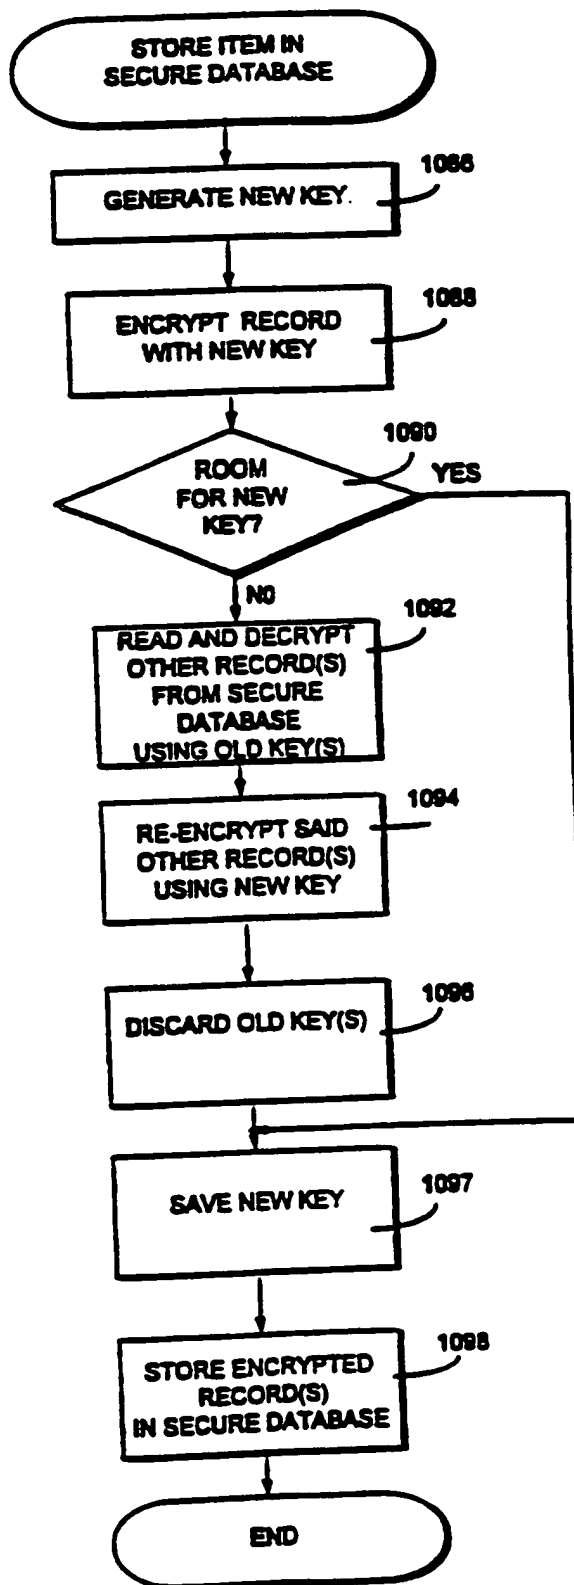 STORE ITEM IN
SECURE DATABASE
1086
GENERATE NEW KEY.
1088
ENCRYPT RECORD
WITH NEW KEY
1090
ROOM
FOR NEW
KEY?
YES
NO
1092
READ AND DECRYPT
OTHER RECORD(S)
FROM SECURE
DATABASE
USING OLD KEY(S)
1094
RE-ENCRYPT SAID
OTHER RECORD(S)
USING NEW KEY
1096
DISCARD OLD KEY(S)
1097
SAVE NEW KEY
1098
STORE ENCRYPTED
RECORD(S)
IN SECURE DATABASE
END